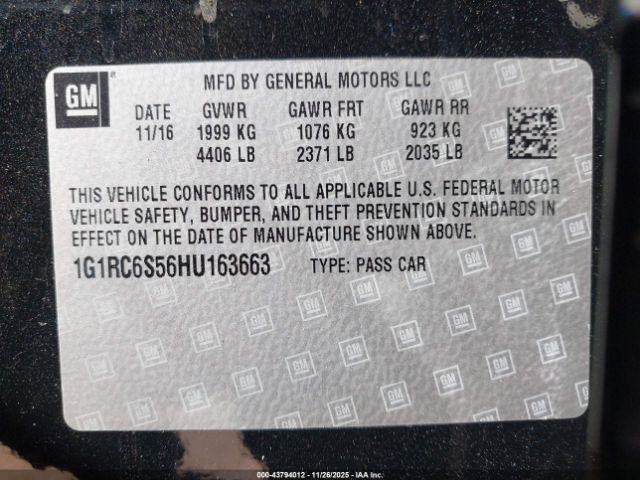 GM
MFD BY GENERAL MOTORS LLC
DATE GVWR GAWR FRT GAWR RR
11/16 1999 KG 1076 KG 923 KG
4406 LB 2371 LB 2035 LB
THIS VEHICLE CONFORMS TO ALL APPLICABLE U.S. FEDERAL MOTOR
VEHICLE SAFETY, BUMPER, AND THEFT PREVENTION STANDARDS IN
EFFECT ON THE DATE OF MANUFACTURE SHOWN ABOVE.
1G1RC6S56HU163663 TYPE: PASS CAR
000-43794012 - 11/26/2025 - Copyright IAA, Inc.